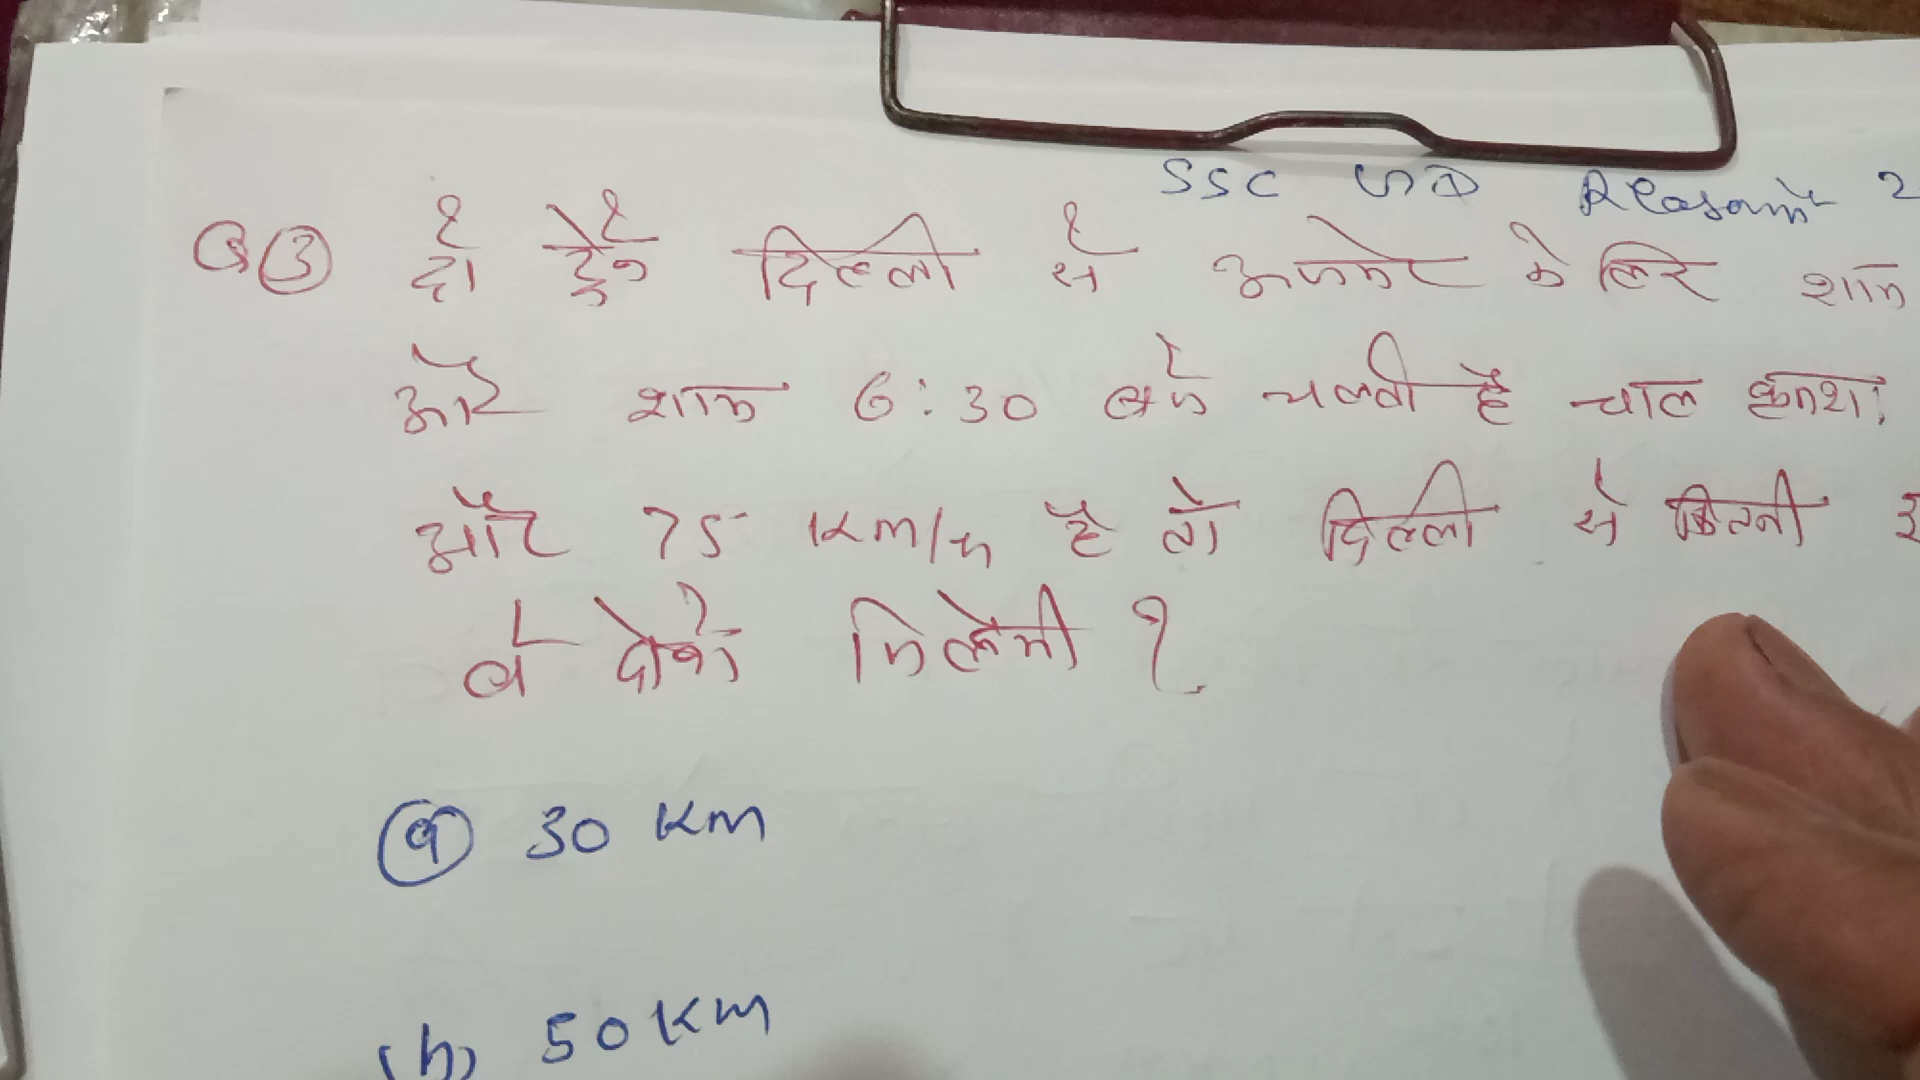 SSC GD Reasoning 2
Q③ दो ट्रेन दिल्ली से अजमेर के लिए शाम
और शाम 6:30 बजे चलती है चाल क्रमश:
और 75 Km/h है तो दिल्ली से कितनी
वे दोनों मिलेगी ?
(a) 30 Km
(b) 50 Km